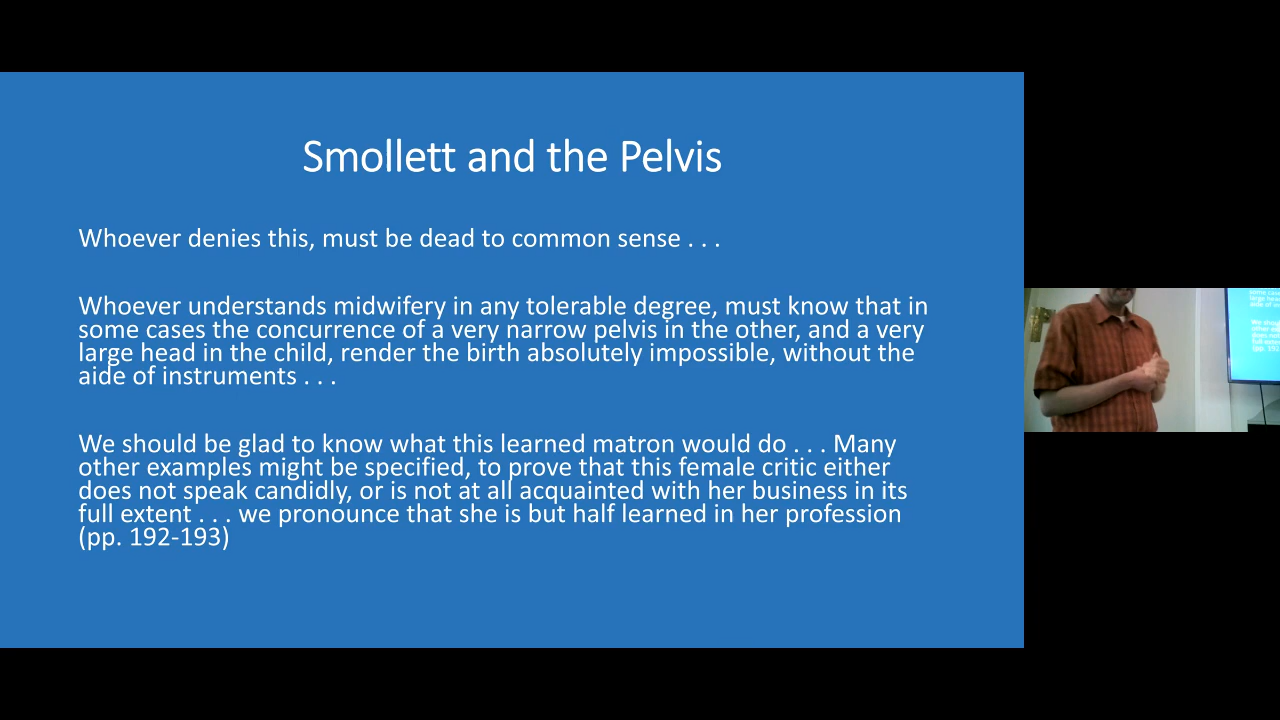 Smollett and the Pelvis
Whoever denies this, must be dead to common sense . . .
Whoever understands midwifery in any tolerable degree, must know that in
some cases the concurrence of a very narrow pelvis in the other, and a very
large head in the child, render the birth absolutely impossible, without the
aide of instruments . . .
We should be glad to know what this learned matron would do . . . Many
other examples might be specified, to prove that this female critic either
does not speak candidly, or is not at all acquainted with her business in its
full extent . . . we pronounce that she is but half learned in her profession
(pp. 192-193)